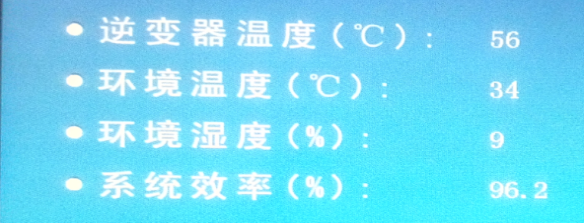 逆变器温度(℃): 56
环境温度(℃): 34
环境湿度(%): 9
系统效率(%): 96.2